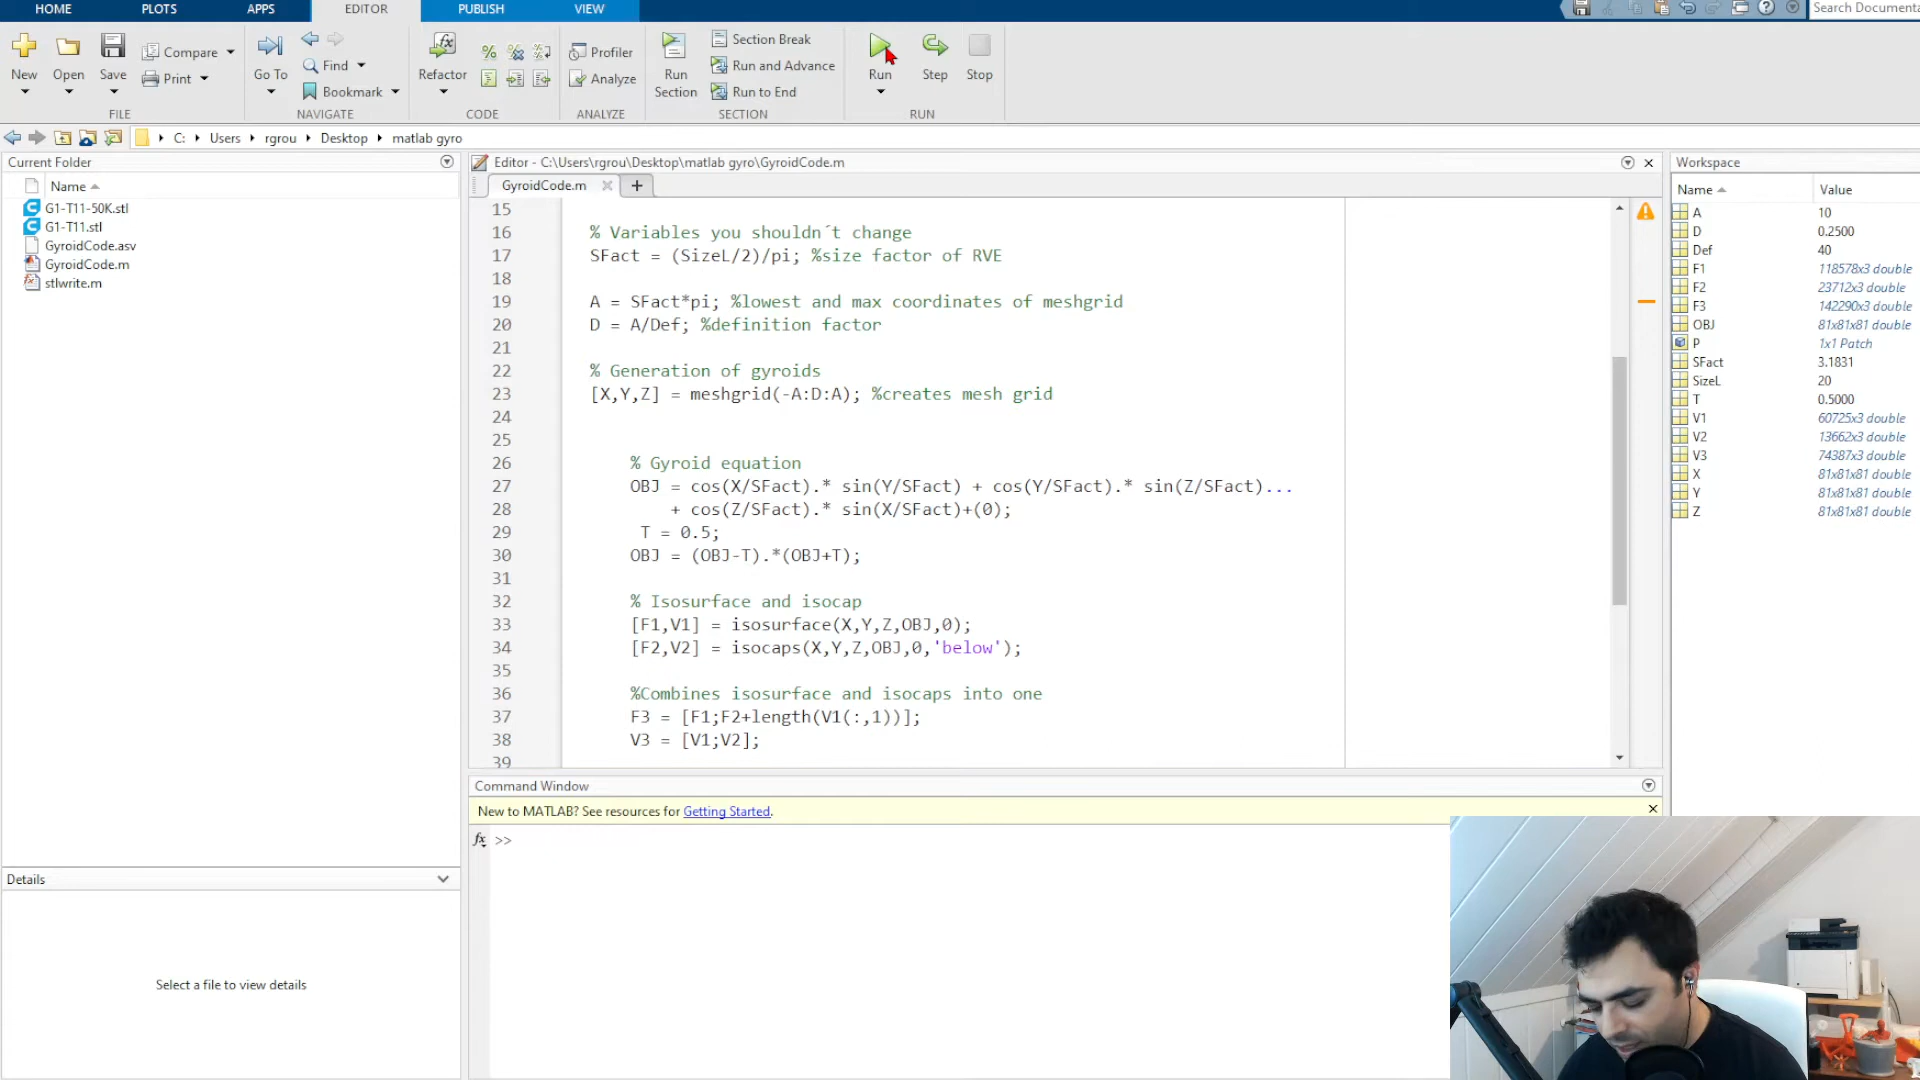 HOME PLOTS APPS EDITOR PUBLISH VIEW
New Open Save
Compare
Print
FILE
Go To
Find
Bookmark
NAVIGATE
Refactor
CODE
Profiler
Analyze
ANALYZE
Run Section
Section Break
Run and Advance
Run to End
SECTION
Run Step Stop
RUN
C: Users rgrou Desktop matlab gyro
Current Folder
Name
G1-T11-50K.stl
G1-T11.stl
GyroidCode.asv
GyroidCode.m
stlwrite.m
Details
Select a file to view details
Editor - C:\Users\rgrou\Desktop\matlab gyro\GyroidCode.m
GyroidCode.m
15
16 % Variables you shouldn´t change
17 SFact = (SizeL/2)/pi; %size factor of RVE
18
19 A = SFact*pi; %lowest and max coordinates of meshgrid
20 D = A/Def; %definition factor
21
22 % Generation of gyroids
23 [X,Y,Z] = meshgrid(-A:D:A); %creates mesh grid
24
25
26 % Gyroid equation
27 OBJ = cos(X/SFact).* sin(Y/SFact) + cos(Y/SFact).* sin(Z/SFact)...
28 + cos(Z/SFact).* sin(X/SFact)+(0);
29 T = 0.5;
30 OBJ = (OBJ-T).*(OBJ+T);
31
32 % Isosurface and isocap
33 [F1,V1] = isosurface(X,Y,Z,OBJ,0);
34 [F2,V2] = isocaps(X,Y,Z,OBJ,0,'below');
35
36 %Combines isosurface and isocaps into one
37 F3 = [F1;F2+length(V1(:,1))];
38 V3 = [V1;V2];
39
Command Window
New to MATLAB? See resources for Getting Started.
fx >>
Search Documenta
Workspace
Name Value
A 10
D 0.2500
Def 40
F1 118578x3 double
F2 23712x3 double
F3 142290x3 double
OBJ 81x81x81 double
P 1x1 Patch
SFact 3.1831
SizeL 20
T 0.5000
V1 60725x3 double
V2 13662x3 double
V3 74387x3 double
X 81x81x81 double
Y 81x81x81 double
Z 81x81x81 double